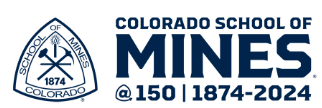 SCHOOL OF MINES
1874
COLORADO
COLORADO SCHOOL OF
MINES
@150 | 1874-2024